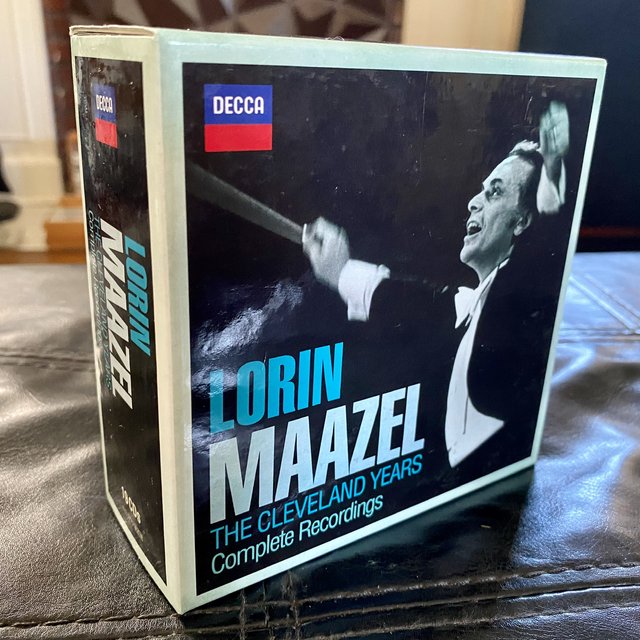 DECCA
LORIN
MAAZEL
THE CLEVELAND YEARS
Complete Recordings
DECCA
LORIN
MAAZEL